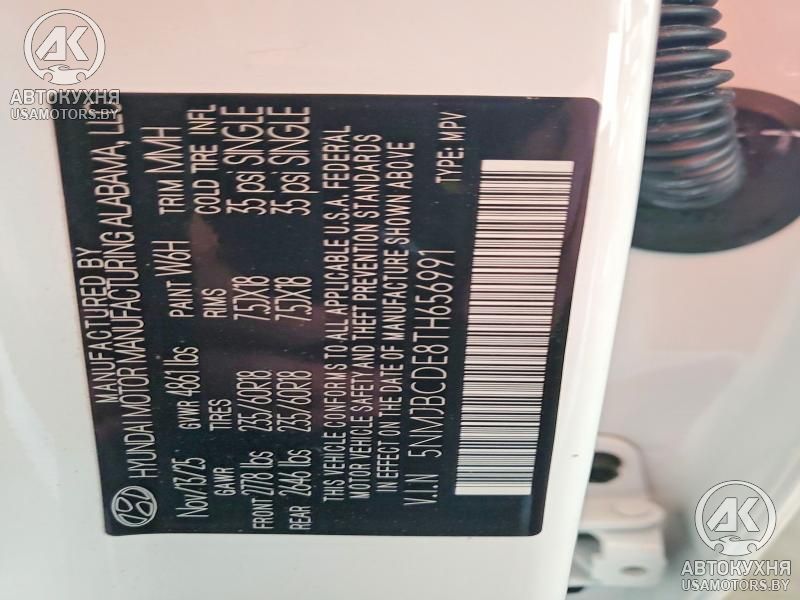 MANUFACTURED BY
HYUNDAI MOTOR MANUFACTURING ALABAMA, LLC
Nov/13/25 GVWR 4861 lbs PAINT W6H TRIM MMH
GAWR TIRES RIMS COLD TIRE INFL
FRONT 2778 lbs 235/60R18 7.5JX18 35 psi SINGLE
REAR 2646 lbs 235/60R18 7.5JX18 35 psi SINGLE
THIS VEHICLE CONFORMS TO ALL APPLICABLE U.S.A. FEDERAL
MOTOR VEHICLE SAFETY AND THEFT PREVENTION STANDARDS
IN EFFECT ON THE DATE OF MANUFACTURE SHOWN ABOVE
V.I.N 5NMJBCDE8TH656991 TYPE: MPV
АК
АВТОКУХНЯ
USAMOTORS.BY
АК
АВТОКУХНЯ
USAMOTORS.BY